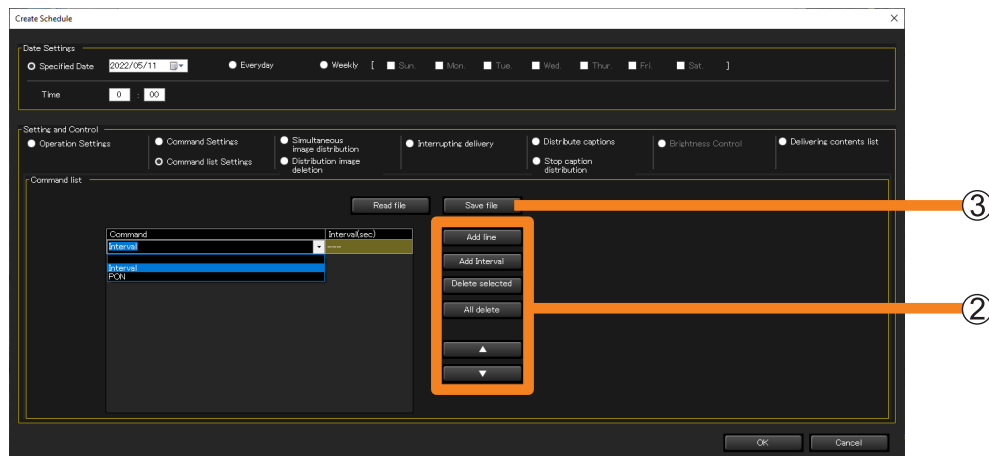 Create Schedule
Date Settings
Specified Date 2022/05/11 Everyday Weekly [ Sun. Mon. Tue. Wed. Thur. Fri. Sat. ]
Time 0 : 00
Setting and Control
Operation Settings Command Settings Simultaneous image distribution Interrupting delivery Distribute captions Brightness Control Delivering contents list
Command list Settings Distribution image deletion Stop caption distribution
Command list
Read file Save file ③
Command Interval(sec) Add line
Interval ---
Interval Add Interval
PON Delete selected
All delete ②
▲
▼
OK Cancel